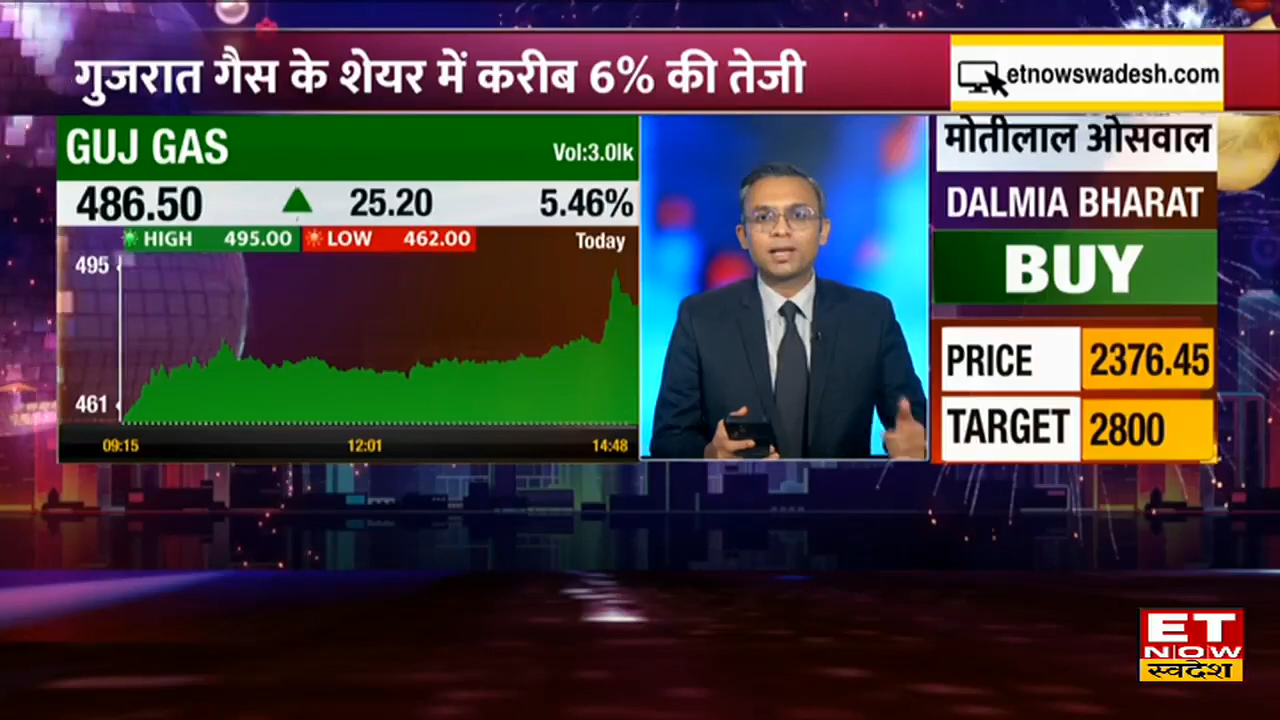 गुजरात गैस के शेयर में करीब 6% की तेजी
etnowswadesh.com
GUJ GAS
Vol:3.0lk
486.50 25.20 5.46%
HIGH 495.00 LOW 462.00 Today
495
461
09:15 12:01 14:48
मोतीलाल ओसवाल
DALMIA BHARAT
BUY
PRICE 2376.45
TARGET 2800
ET
NOW
स्वदेश